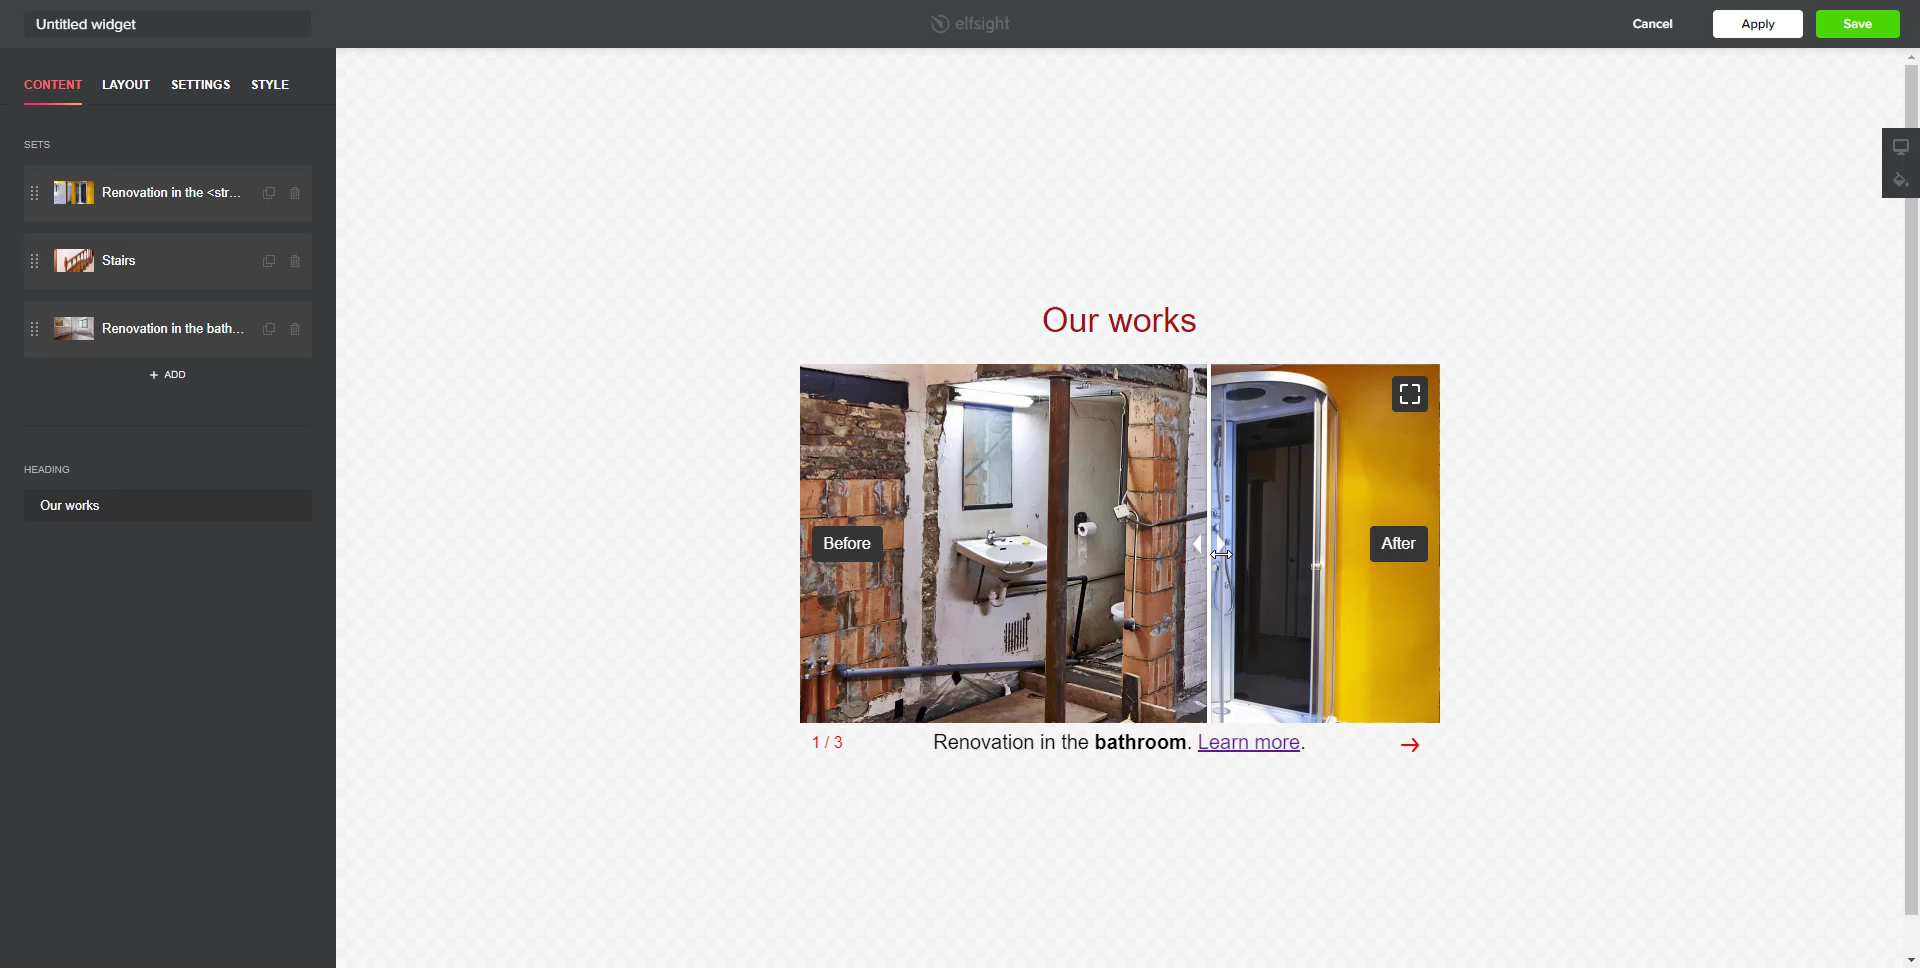 Untitled widget
elfsight
Cancel
Apply
Save
CONTENT
LAYOUT
SETTINGS
STYLE
SETS
Renovation in the <str...
Stairs
Renovation in the bath...
+ ADD
HEADING
Our works
Our works
Before
After
1 / 3
Renovation in the bathroom. Learn more.